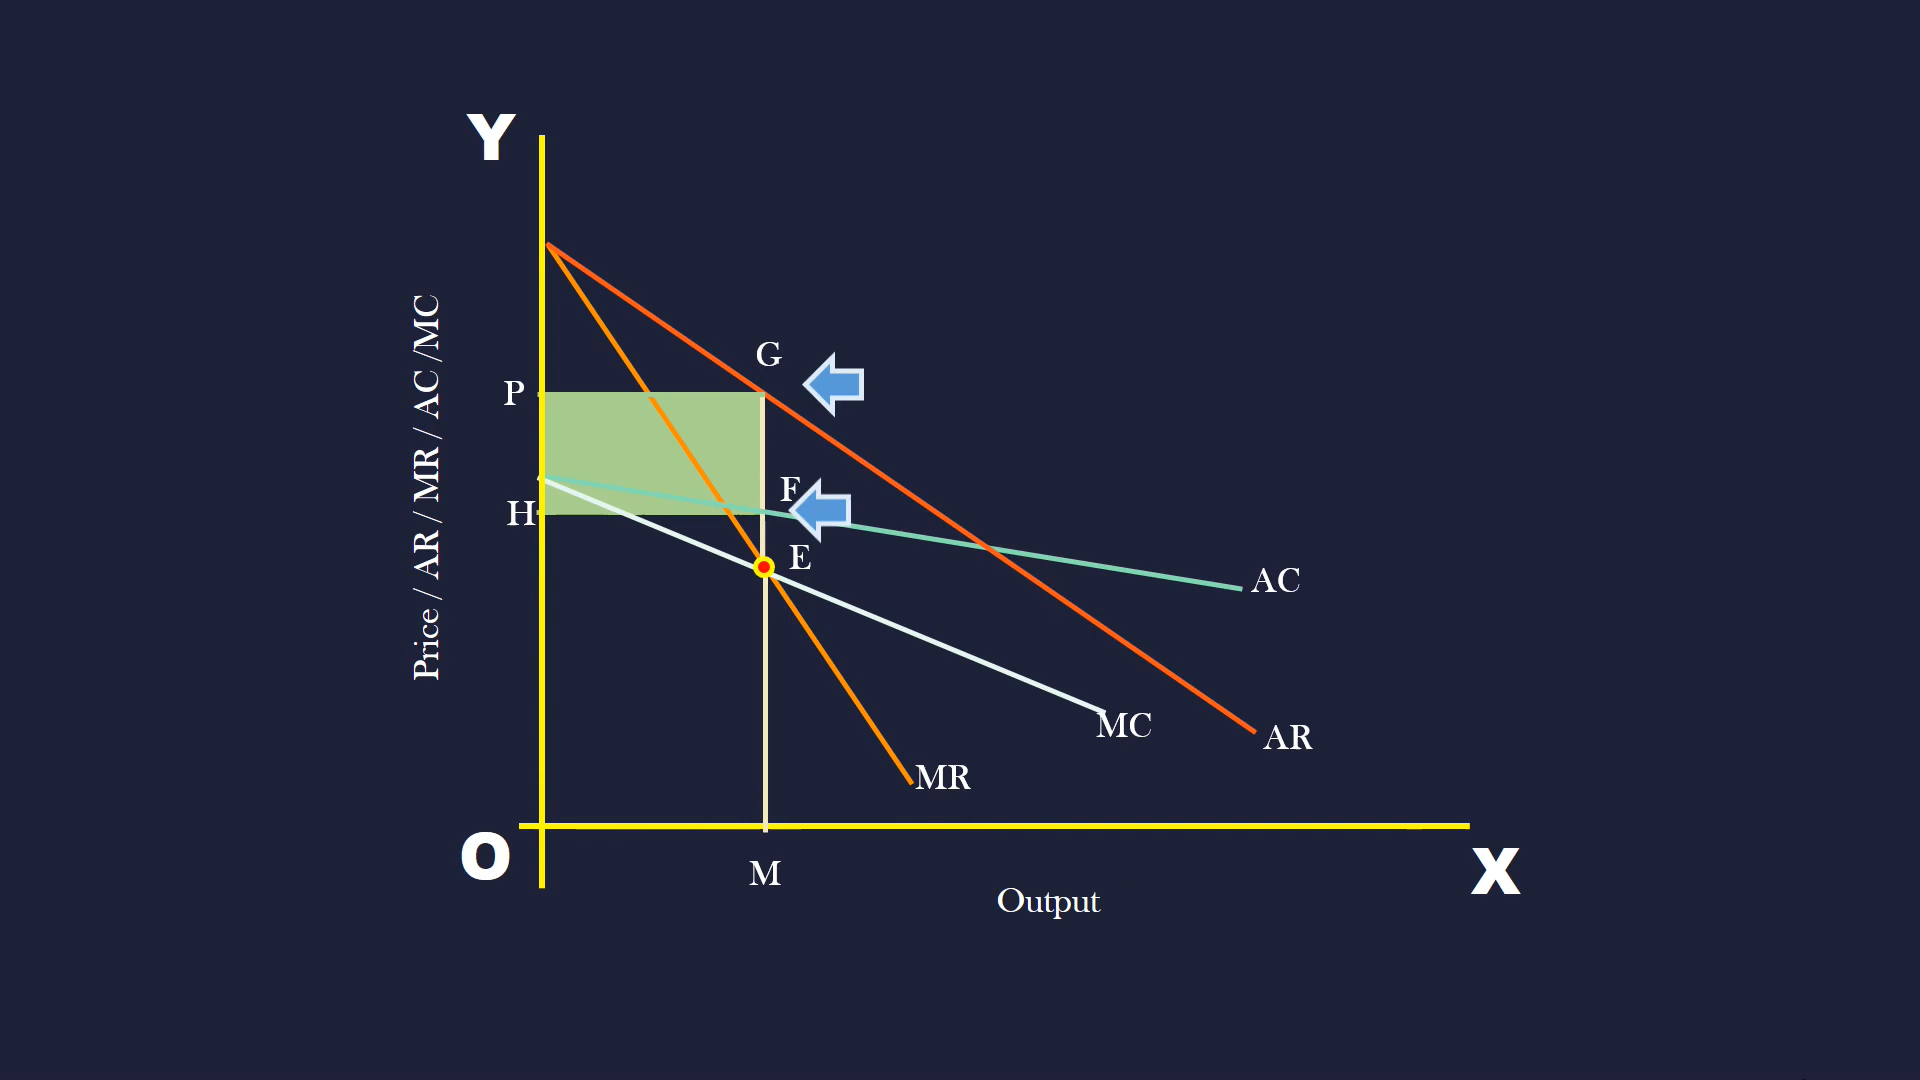 Y
Price / AR / MR / AC /MC
G
P
F
H
E
AC
MC
AR
MR
O
M
X
Output